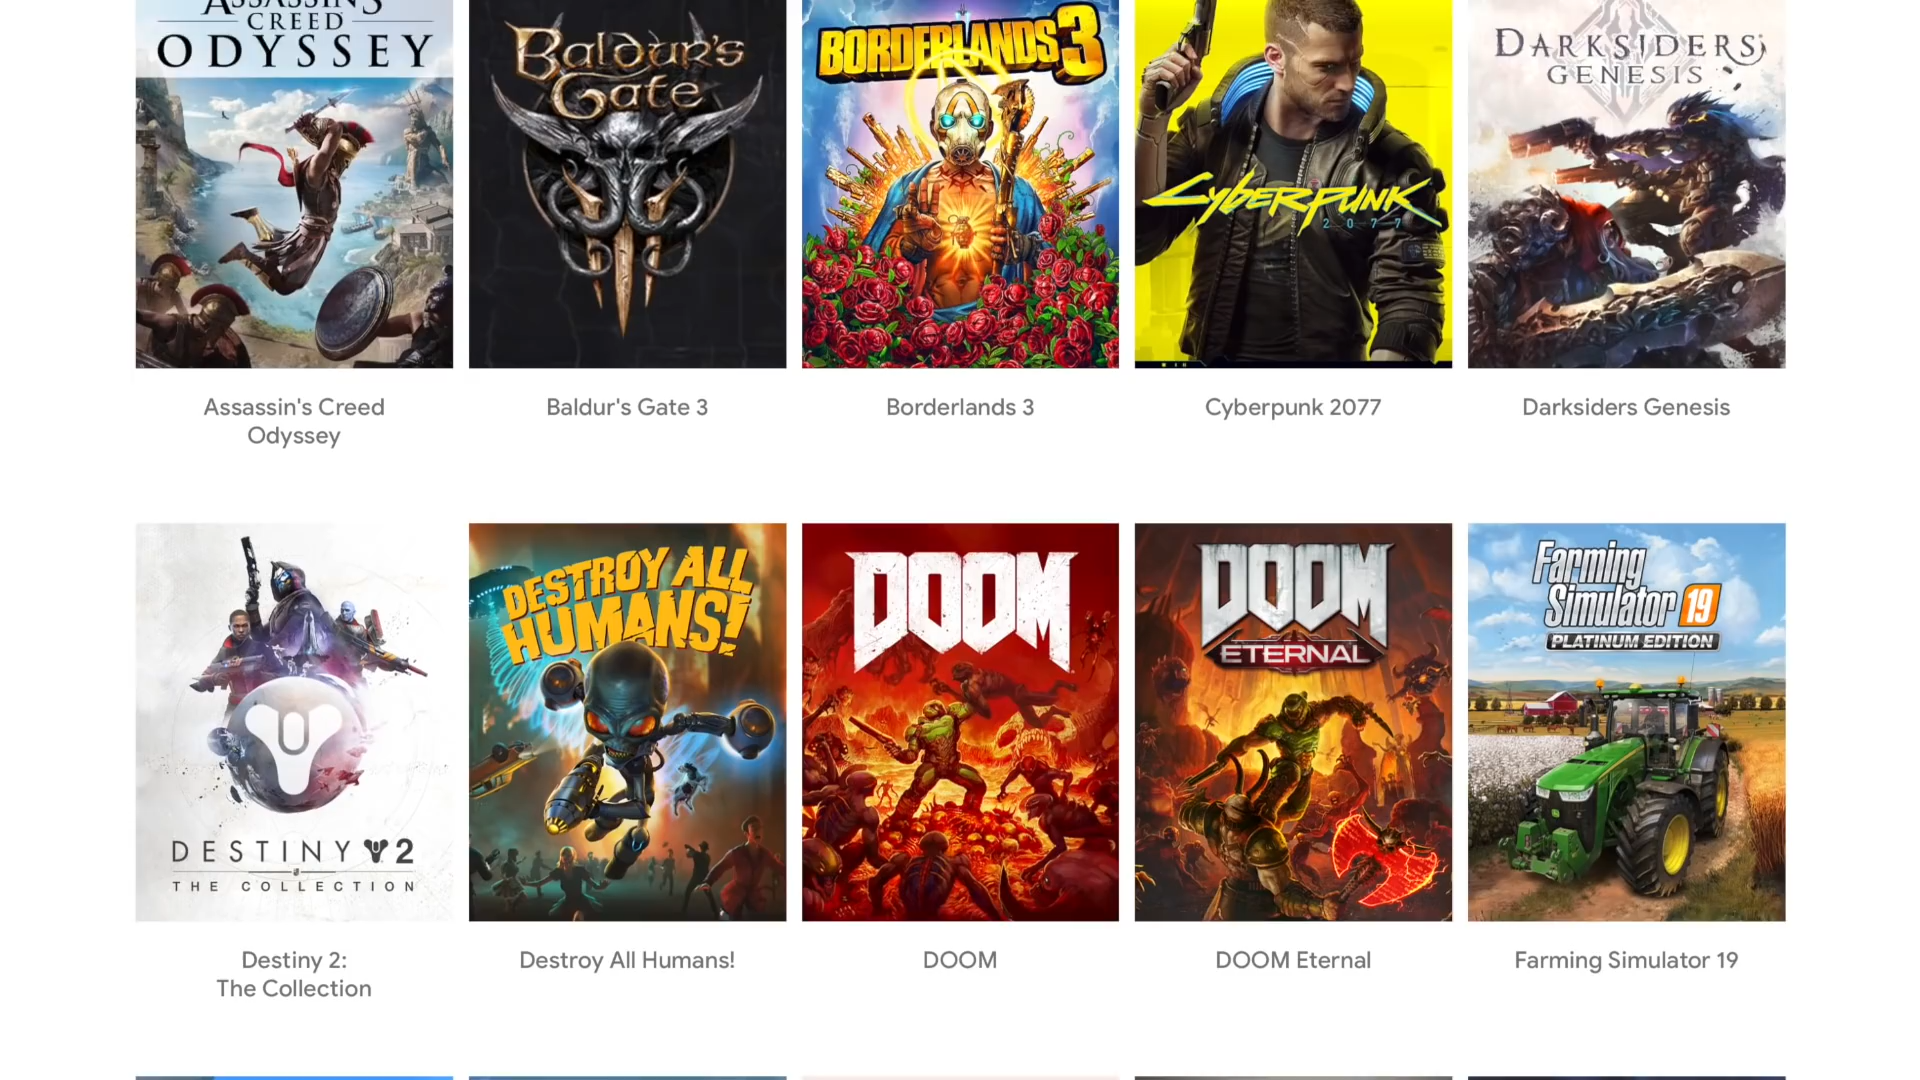 ASSASSIN'S
CREED
ODYSSEY
Baldur's
Gate
BORDERLANDS 3
Cyberpunk
2077
DARKSIDERS
GENESIS
Assassin's Creed
Odyssey
Baldur's Gate 3
Borderlands 3
Cyberpunk 2077
Darksiders Genesis
DESTINY 2
THE COLLECTION
DESTROY ALL
HUMANS!
DOOM
DOOM
ETERNAL
Farming
Simulator 19
PLATINUM EDITION
Destiny 2:
The Collection
Destroy All Humans!
DOOM
DOOM Eternal
Farming Simulator 19